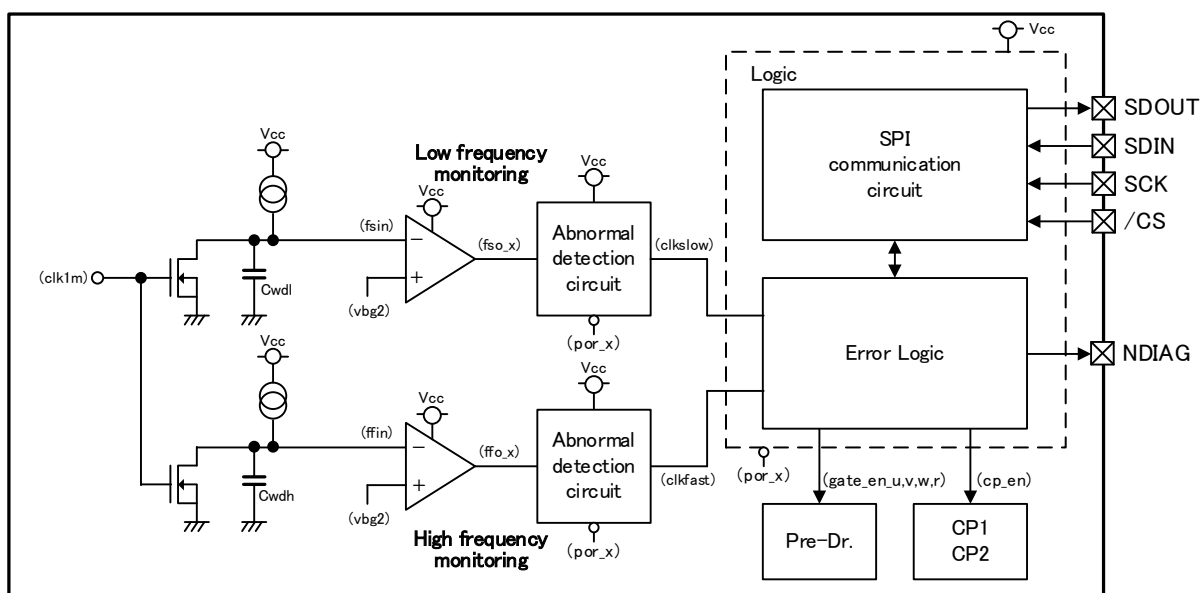 Vcc
Logic
SPI
communication
circuit
SDOUT
SDIN
SCK
/CS
Vcc
Low frequency
monitoring
Vcc
Vcc
(fsin)
(fso_x)
Abnormal
detection
circuit
(clkslow)
(clk1m)
Cwdl
(vbg2)
(por_x)
Error Logic
NDIAG
Vcc
Vcc
Vcc
(ffin)
(ffo_x)
Abnormal
detection
circuit
(clkfast)
Cwdh
(vbg2)
High frequency
monitoring
(por_x)
(por_x)
(gate_en_u,v,w,r)
(cp_en)
Pre-Dr.
CP1
CP2